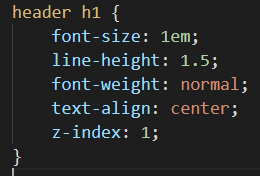 header h1 {
    font-size: 1em;
    line-height: 1.5;
    font-weight: normal;
    text-align: center;
    z-index: 1;
}